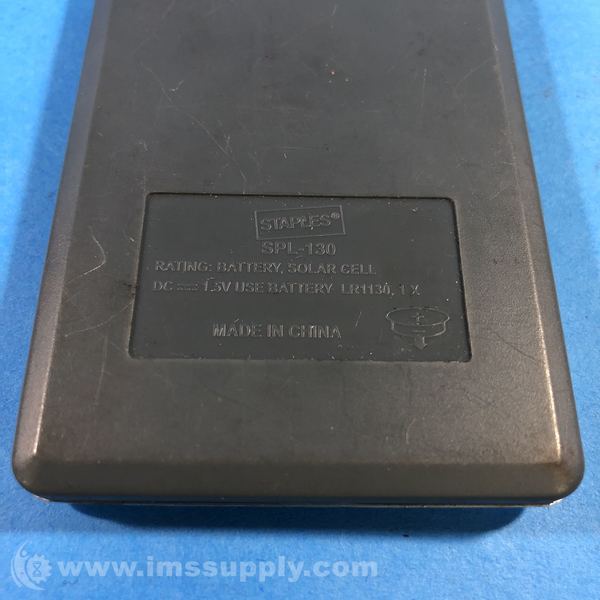 STAPLES®
SPL-130
RATING: BATTERY, SOLAR CELL
DC ⎓ 1.5V USE BATTERY LR1130, 1 X
MADE IN CHINA
+
www.imssupply.com